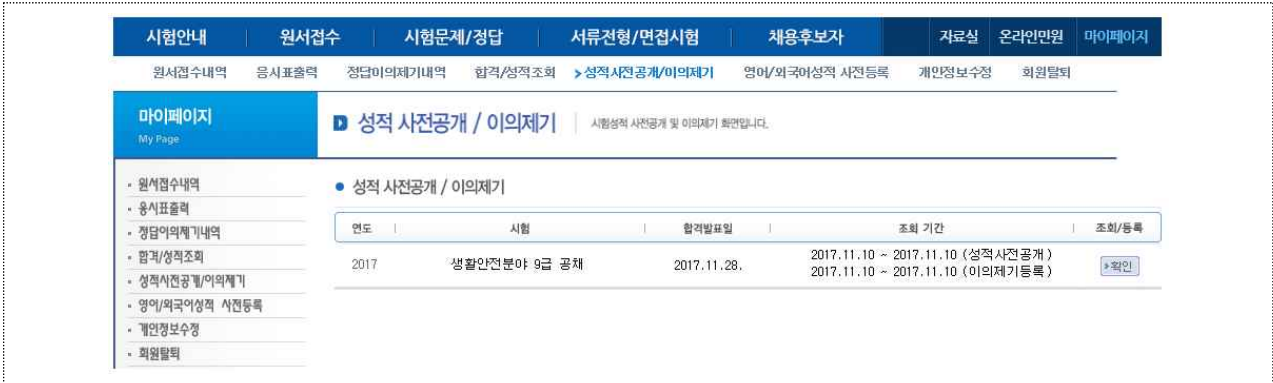 시험안내 원서접수 시험문제/정답 서류전형/면접시험 채용후보자 자료실 온라인민원 마이페이지
원서접수내역 응시표출력 정답이의제기내역 합격/성적조회 >성적사전공개/이의제기 영어/외국어성적 사전등록 개인정보수정 회원탈퇴
마이페이지
My Page
성적 사전공개 / 이의제기 시험성적 사전공개 및 이의제기 화면입니다.
원서접수내역
응시표출력
정답이의제기내역
합격/성적조회
성적사전공개/이의제기
영어/외국어성적 사전등록
개인정보수정
회원탈퇴
성적 사전공개 / 이의제기
연도 시험 합격발표일 조회 기간 조회/등록
2017 생활안전분야 9급 공채 2017.11.28. 2017.11.10 ~ 2017.11.10 (성적사전공개) 확인
2017.11.10 ~ 2017.11.10 (이의제기등록)